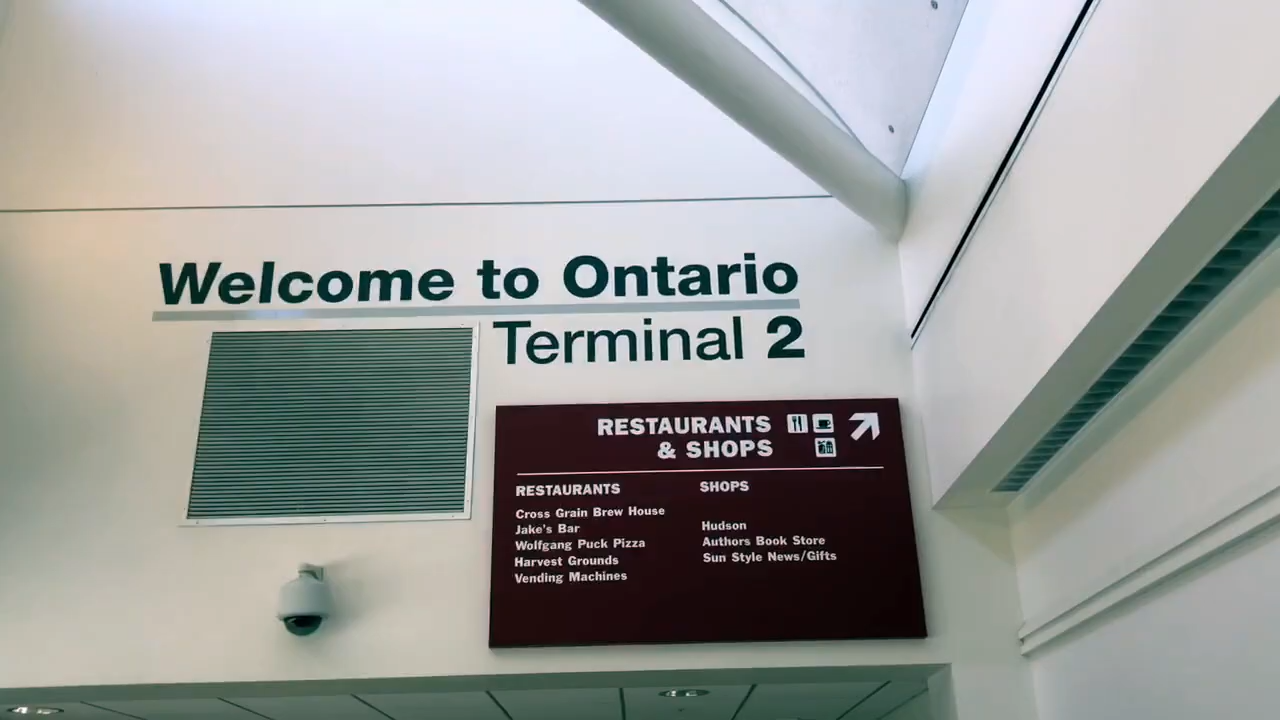 Welcome to Ontario
Terminal 2
RESTAURANTS
& SHOPS
RESTAURANTS
Cross Grain Brew House
Jake's Bar
Wolfgang Puck Pizza
Harvest Grounds
Vending Machines
SHOPS
Hudson
Authors Book Store
Sun Style News/Gifts